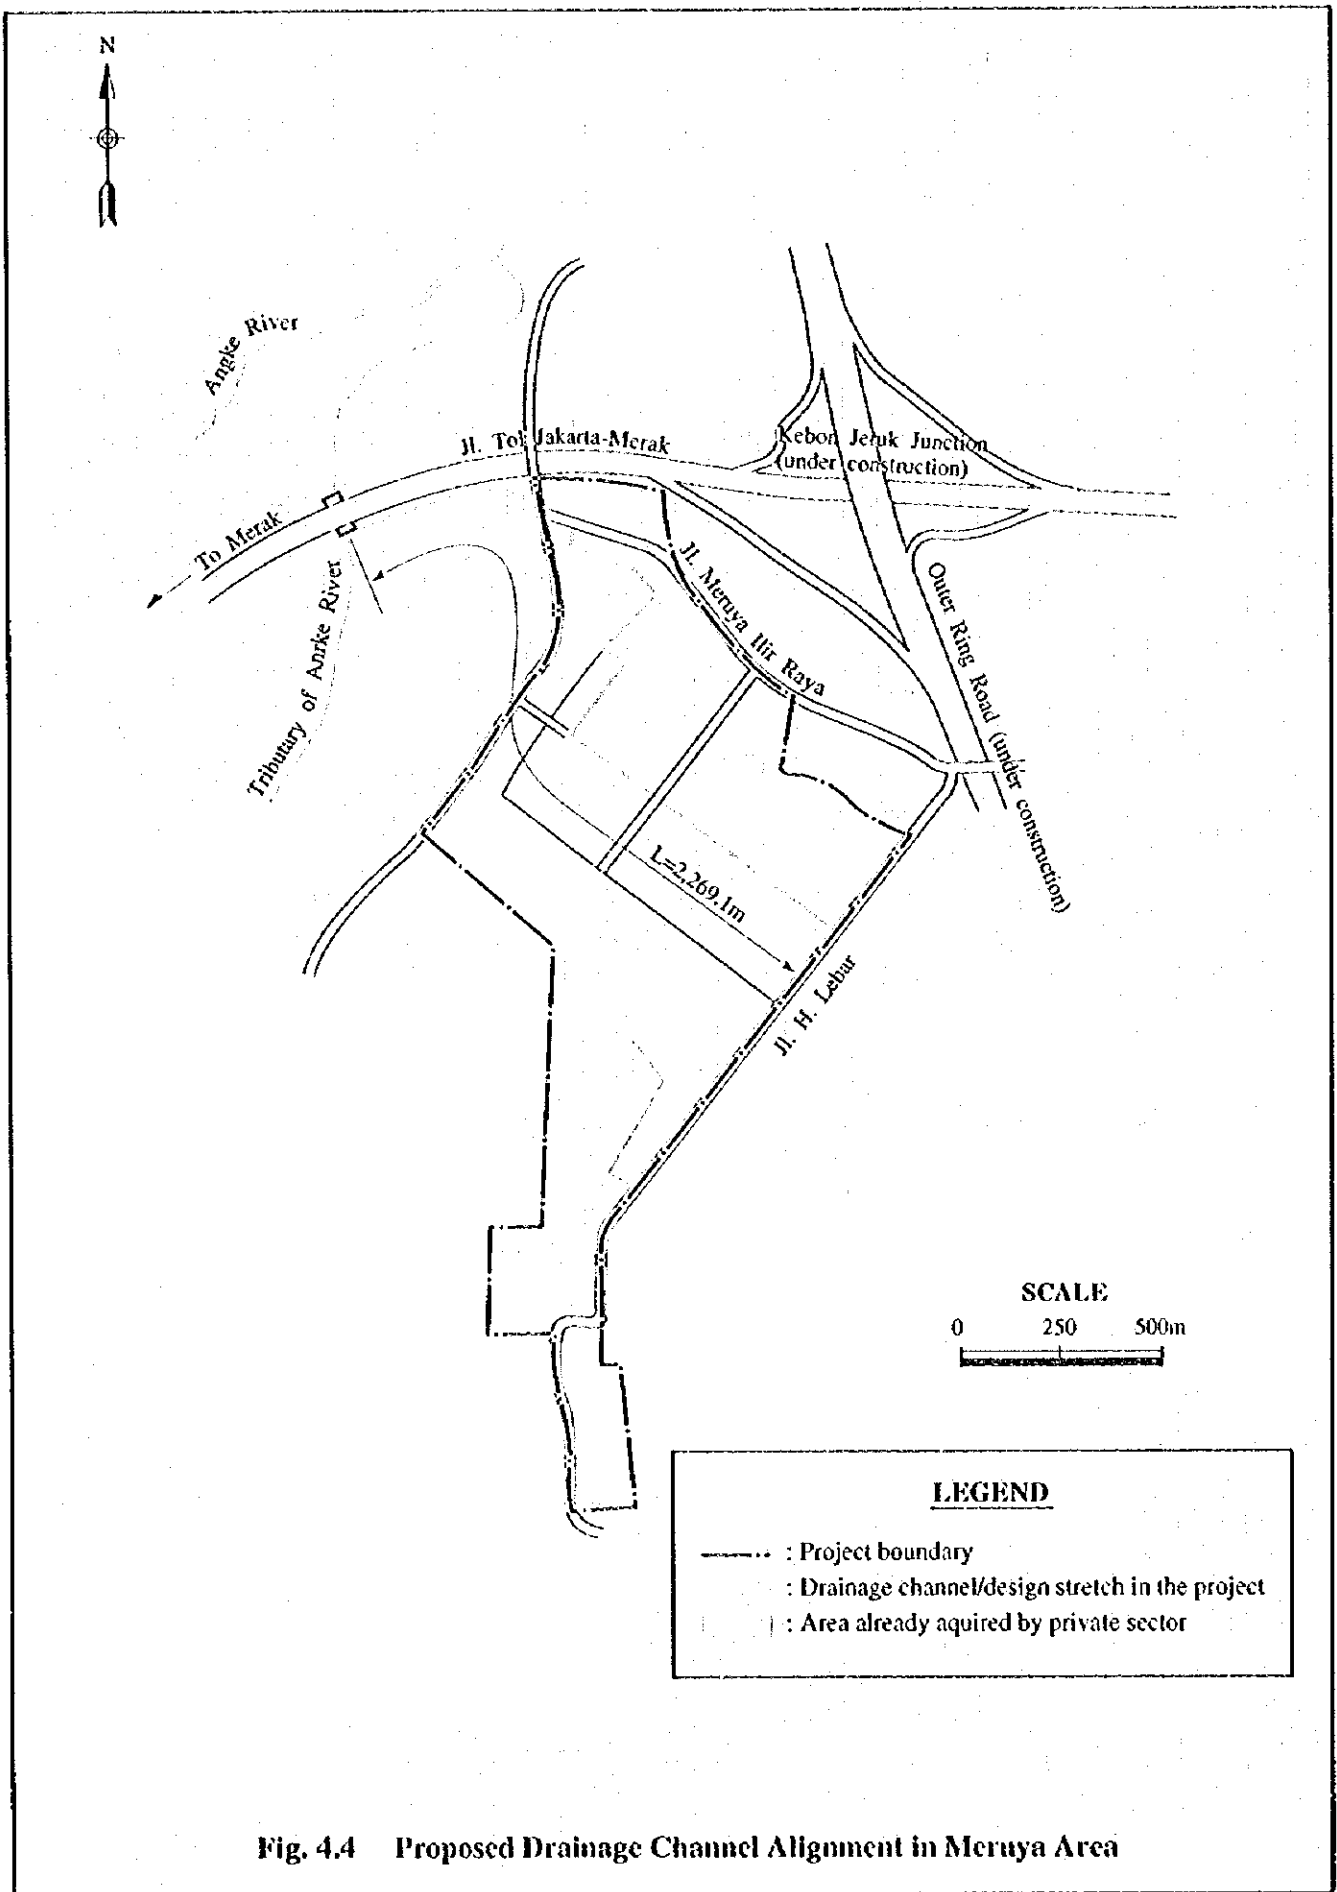 N
Angke River
Jl. Tol Jakarta-Merak
Kebon Jeruk Junction
(under construction)
To Merak
Tributary of Anrke River
Jl. Meruya Ilir Raya
Outer Ring Road (under construction)
L=2,269.1m
Jl. H. Lebar
SCALE
0 250 500m
LEGEND
: Project boundary
: Drainage channel/design stretch in the project
: Area already aquired by private sector
Fig. 4.4 Proposed Drainage Channel Alignment in Meruya Area